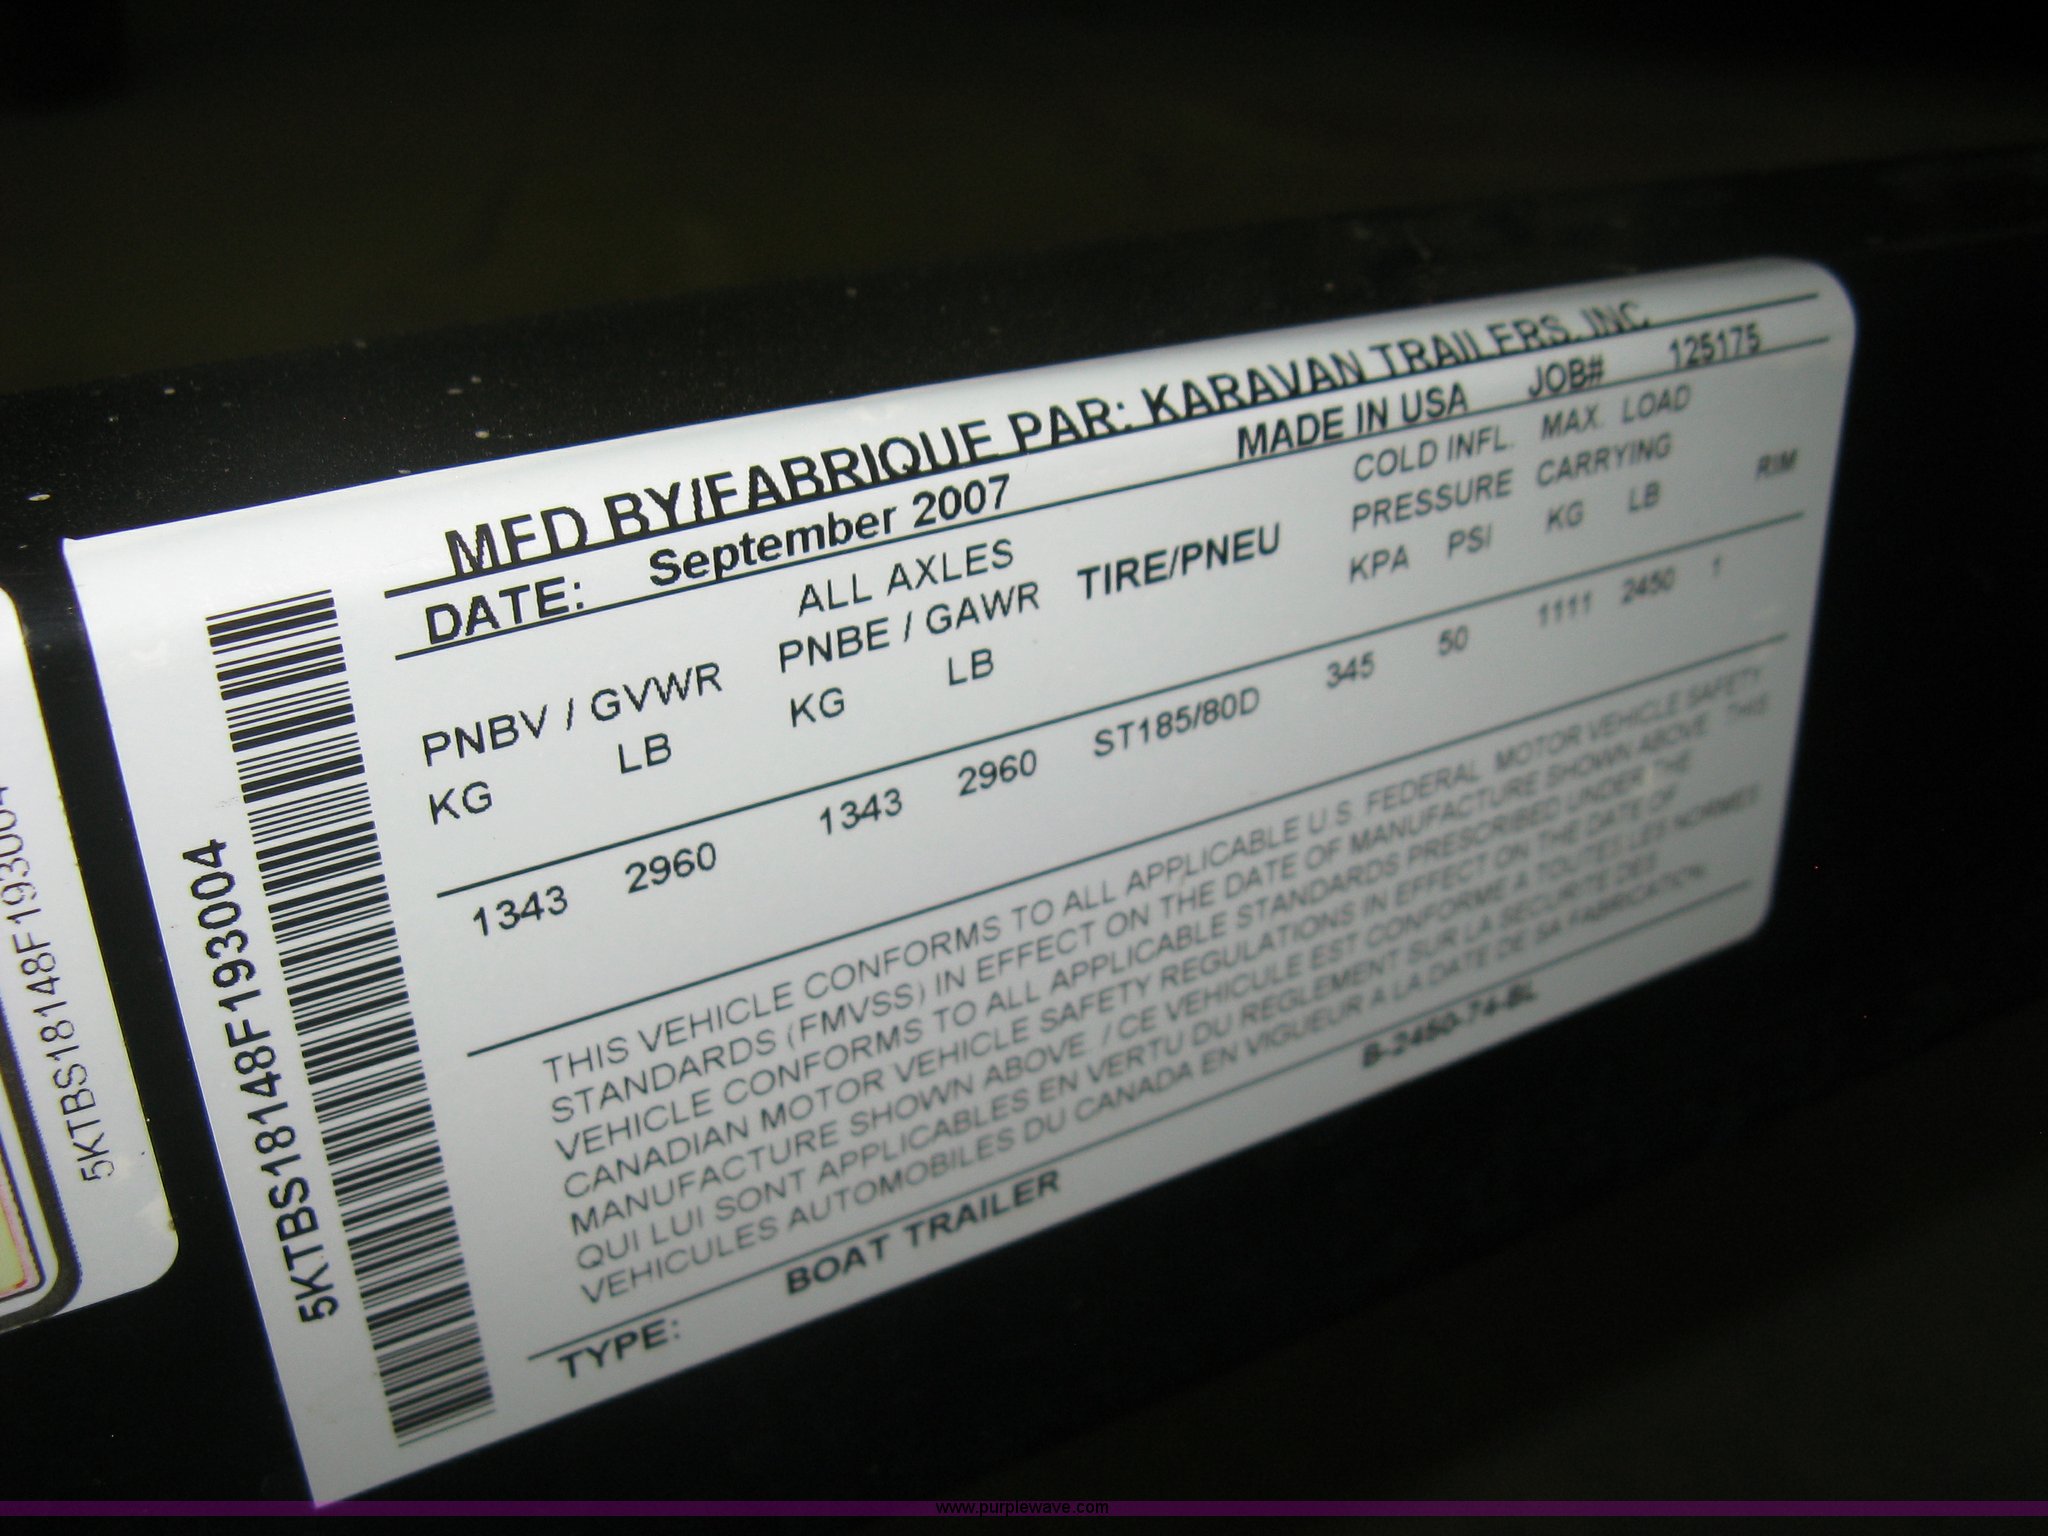 MFD BY/FABRIQUE PAR: KARAVAN TRAILERS, INC
DATE: September 2007 MADE IN USA JOB# 125175
PNBV / GVWR
KG LB
ALL AXLES
PNBE / GAWR
KG LB
TIRE/PNEU
COLD INFL.
PRESSURE
KPA PSI
MAX. LOAD
CARRYING
KG LB
RIM
1343 2960 1343 2960 ST185/80D 345 50 1111 2450 1
THIS VEHICLE CONFORMS TO ALL APPLICABLE U.S. FEDERAL MOTOR VEHICLE SAFETY
STANDARDS (FMVSS) IN EFFECT ON THE DATE OF MANUFACTURE SHOWN ABOVE. THIS
VEHICLE CONFORMS TO ALL APPLICABLE STANDARDS PRESCRIBED UNDER THE
CANADIAN MOTOR VEHICLE SAFETY REGULATIONS IN EFFECT ON THE DATE OF
MANUFACTURE SHOWN ABOVE. / CE VEHICULE EST CONFORME A TOUTES LES NORMES
QUI LUI SONT APPLICABLES EN VERTU DU REGLEMENT SUR LA SECURITE DES
VEHICULES AUTOMOBILES DU CANADA EN VIGUEUR A LA DATE DE SA FABRICATION.
TYPE: BOAT TRAILER B-2450-74-BL
5KTBS18148F193004
5KTBS18148F193004
www.purplewave.com